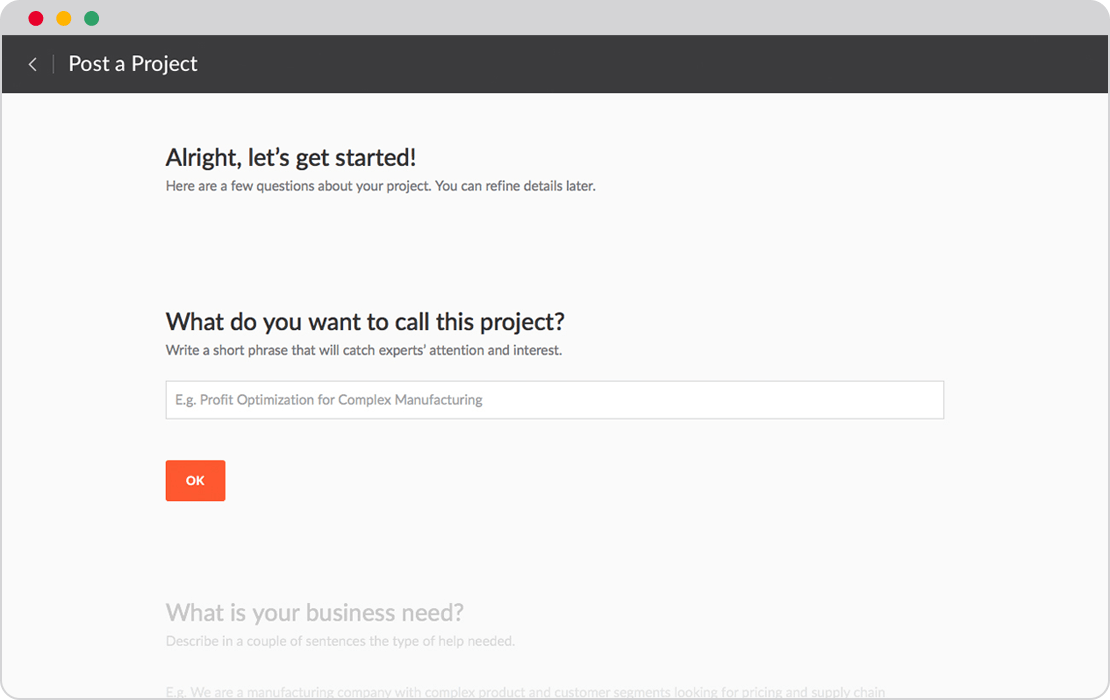 Post a Project
Alright, let’s get started!
Here are a few questions about your project. You can refine details later.
What do you want to call this project?
Write a short phrase that will catch experts’ attention and interest.
E.g. Profit Optimization for Complex Manufacturing
OK
What is your business need?
Describe in a couple of sentences the type of help needed.
E.g. We are a manufacturing company with complex product and customer segments looking for pricing and supply chain